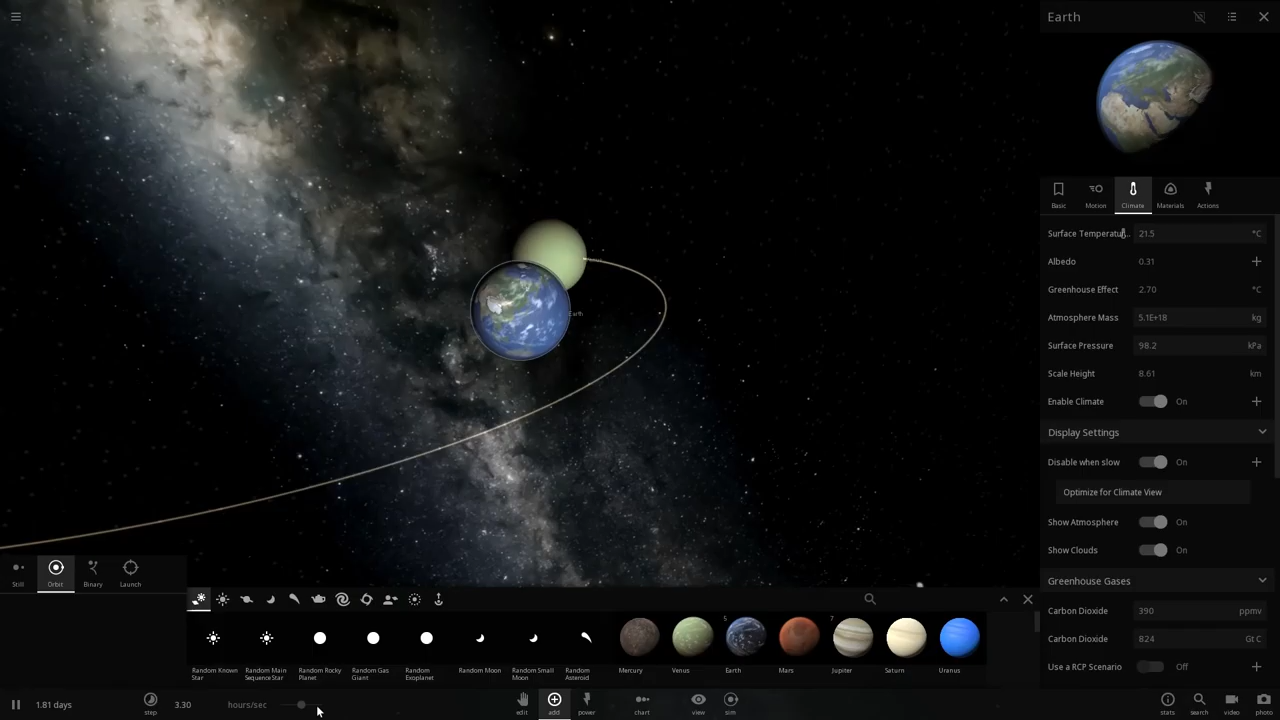 Earth
Basic
Motion
Climate
Materials
Actions
Surface Temperatu... 21.5 °C
Albedo 0.31
Greenhouse Effect 2.70 °C
Atmosphere Mass 5.1E+18 kg
Surface Pressure 98.2 kPa
Scale Height 8.61 km
Enable Climate On
Display Settings
Disable when slow On
Optimize for Climate View
Show Atmosphere On
Show Clouds On
Greenhouse Gases
Carbon Dioxide 390 ppmv
Carbon Dioxide 824 Gt C
Use a RCP Scenario Off
Earth
Still
Orbit
Binary
Launch
5
7
Random Known Star
Random Main Sequence Star
Random Rocky Planet
Random Gas Giant
Random Exoplanet
Random Moon
Random Small Moon
Random Asteroid
Mercury
Venus
Earth
Mars
Jupiter
Saturn
Uranus
1.81 days
step
3.30
hours/sec
edit
add
power
chart
view
sim
stats
search
video
photo